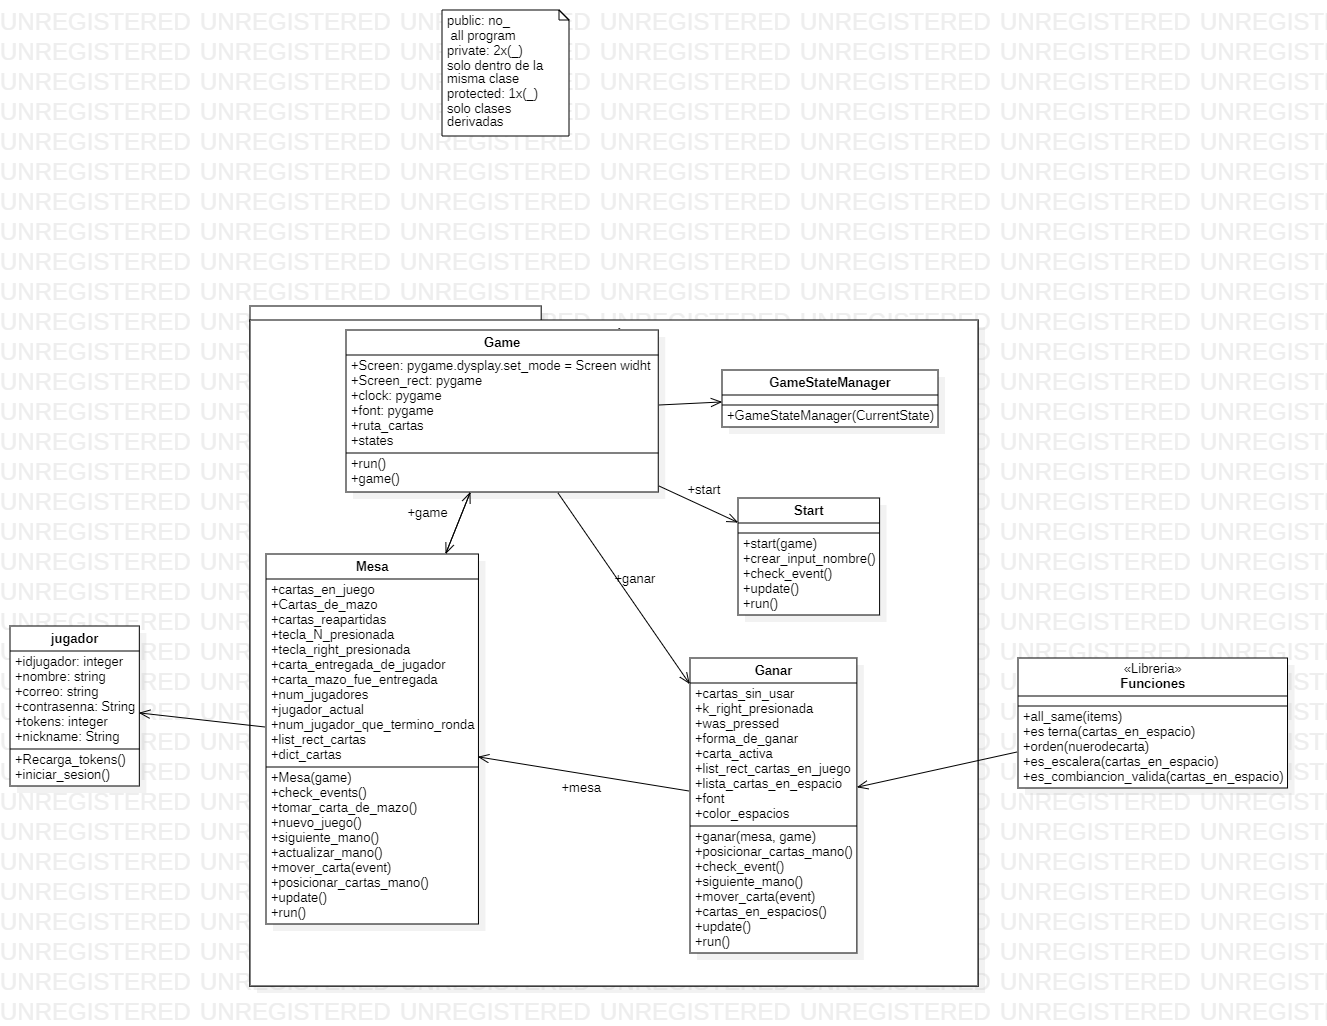 public: no_
all program
private: 2x(_)
solo dentro de la
misma clase
protected: 1x(_)
solo clases
derivadas
Game
+Screen: pygame.dysplay.set_mode = Screen widht
+Screen_rect: pygame
+clock: pygame
+font: pygame
+ruta_cartas
+states
+run()
+game()
GameStateManager
+GameStateManager(CurrentState)
+start
Start
+start(game)
+crear_input_nombre()
+check_event()
+update()
+run()
+game
+ganar
Mesa
+cartas_en_juego
+Cartas_de_mazo
+cartas_reapartidas
+tecla_N_presionada
+tecla_right_presionada
+carta_entregada_de_jugador
+carta_mazo_fue_entregada
+num_jugadores
+jugador_actual
+num_jugador_que_termino_ronda
+list_rect_cartas
+dict_cartas
+Mesa(game)
+check_events()
+tomar_carta_de_mazo()
+nuevo_juego()
+siguiente_mano()
+actualizar_mano()
+mover_carta(event)
+posicionar_cartas_mano()
+update()
+run()
jugador
+idjugador: integer
+nombre: string
+correo: string
+contrasenna: String
+tokens: integer
+nickname: String
+Recarga_tokens()
+iniciar_sesion()
+mesa
Ganar
+cartas_sin_usar
+k_right_presionada
+was_pressed
+forma_de_ganar
+carta_activa
+list_rect_cartas_en_juego
+lista_cartas_en_espacio
+font
+color_espacios
+ganar(mesa, game)
+posicionar_cartas_mano()
+check_event()
+siguiente_mano()
+mover_carta(event)
+cartas_en_espacios()
+update()
+run()
«Libreria»
Funciones
+all_same(items)
+es terna(cartas_en_espacio)
+orden(nuerodecarta)
+es_escalera(cartas_en_espacio)
+es_combiancion_valida(cartas_en_espacio)
UNREGISTERED